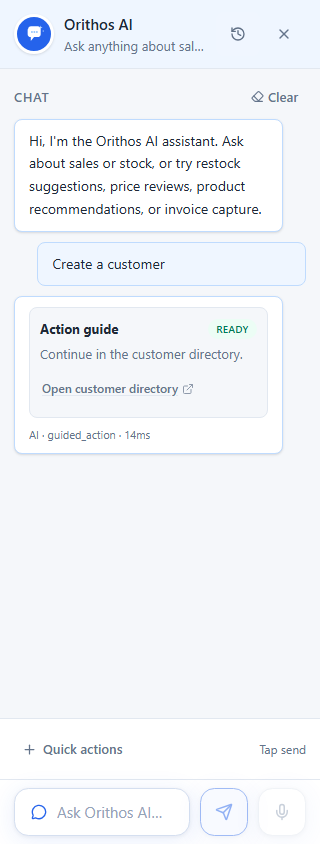 Orithos AI
Ask anything about sal...
CHAT
Clear
Hi, I'm the Orithos AI assistant. Ask
about sales or stock, or try restock
suggestions, price reviews, product
recommendations, or invoice capture.
Create a customer
Action guide
READY
Continue in the customer directory.
Open customer directory
AI · guided_action · 14ms
Quick actions
Tap send
Ask Orithos AI...